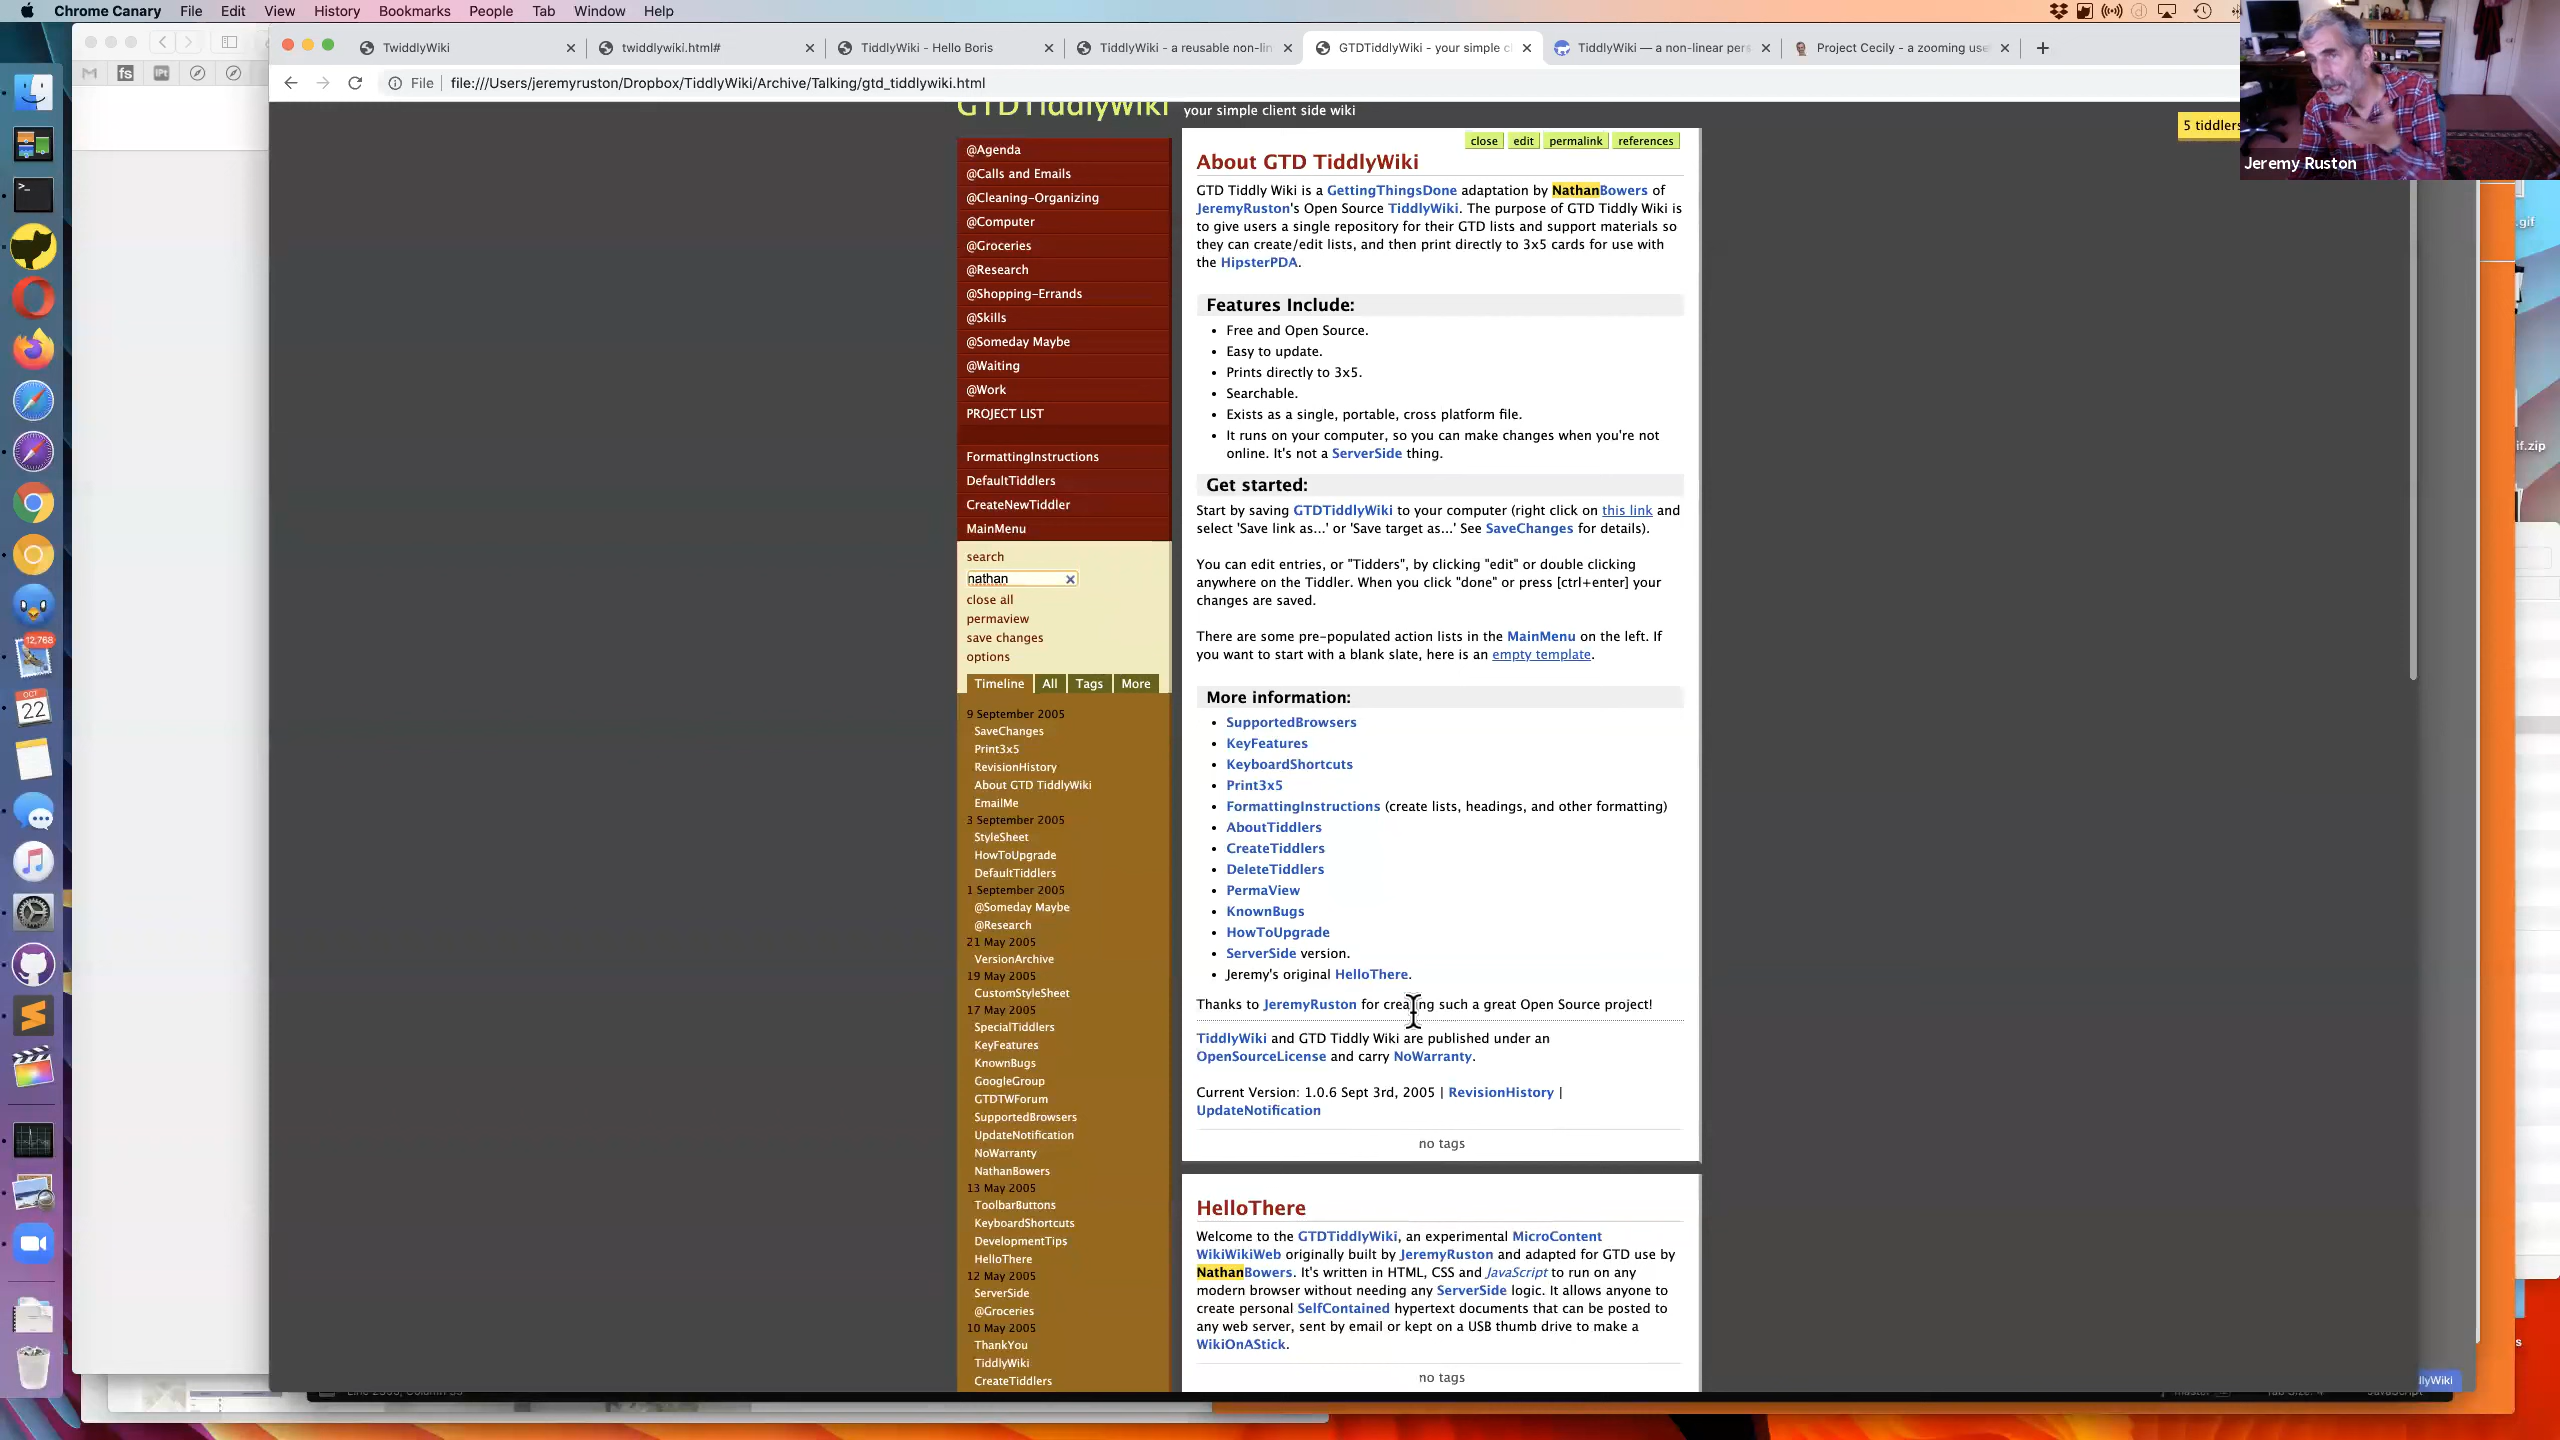 Chrome Canary File Edit View History Bookmarks People Tab Window Help
TwiddlyWiki
twiddlywiki.html#
TiddlyWiki - Hello Boris
TiddlyWiki - a reusable non-lin
GTDTiddlyWiki - your simple cl
TiddlyWiki — a non-linear pers
Project Cecily - a zooming use
File file:///Users/jeremyruston/Dropbox/TiddlyWiki/Archive/Talking/gtd_tiddlywiki.html
Jeremy Ruston
5 tiddlers
.gif
if.zip
12,768
OCT
22
GTDTiddlyWiki your simple client side wiki
@Agenda
@Calls and Emails
@Cleaning-Organizing
@Computer
@Groceries
@Research
@Shopping-Errands
@Skills
@Someday Maybe
@Waiting
@Work
PROJECT LIST
FormattingInstructions
DefaultTiddlers
CreateNewTiddler
MainMenu
search
nathan
close all
permaview
save changes
options
Timeline All Tags More
9 September 2005
SaveChanges
Print3x5
RevisionHistory
About GTD TiddlyWiki
EmailMe
3 September 2005
StyleSheet
HowToUpgrade
DefaultTiddlers
1 September 2005
@Someday Maybe
@Research
21 May 2005
VersionArchive
19 May 2005
CustomStyleSheet
17 May 2005
SpecialTiddlers
KeyFeatures
KnownBugs
GoogleGroup
GTDTWForum
SupportedBrowsers
UpdateNotification
NoWarranty
NathanBowers
13 May 2005
ToolbarButtons
KeyboardShortcuts
DevelopmentTips
HelloThere
12 May 2005
ServerSide
@Groceries
10 May 2005
ThankYou
TiddlyWiki
CreateTiddlers
close edit permalink references
About GTD TiddlyWiki
GTD Tiddly Wiki is a GettingThingsDone adaptation by NathanBowers of
JeremyRuston's Open Source TiddlyWiki. The purpose of GTD Tiddly Wiki is
to give users a single repository for their GTD lists and support materials so
they can create/edit lists, and then print directly to 3x5 cards for use with
the HipsterPDA.
Features Include:
• Free and Open Source.
• Easy to update.
• Prints directly to 3x5.
• Searchable.
• Exists as a single, portable, cross platform file.
• It runs on your computer, so you can make changes when you're not
online. It's not a ServerSide thing.
Get started:
Start by saving GTDTiddlyWiki to your computer (right click on this link and
select 'Save link as...' or 'Save target as...' See SaveChanges for details).
You can edit entries, or "Tidders", by clicking "edit" or double clicking
anywhere on the Tiddler. When you click "done" or press [ctrl+enter] your
changes are saved.
There are some pre-populated action lists in the MainMenu on the left. If
you want to start with a blank slate, here is an empty template.
More information:
• SupportedBrowsers
• KeyFeatures
• KeyboardShortcuts
• Print3x5
• FormattingInstructions (create lists, headings, and other formatting)
• AboutTiddlers
• CreateTiddlers
• DeleteTiddlers
• PermaView
• KnownBugs
• HowToUpgrade
• ServerSide version.
• Jeremy's original HelloThere.
Thanks to JeremyRuston for creating such a great Open Source project!
TiddlyWiki and GTD Tiddly Wiki are published under an
OpenSourceLicense and carry NoWarranty.
Current Version: 1.0.6 Sept 3rd, 2005 | RevisionHistory |
UpdateNotification
no tags
HelloThere
Welcome to the GTDTiddlyWiki, an experimental MicroContent
WikiWikiWeb originally built by JeremyRuston and adapted for GTD use by
NathanBowers. It's written in HTML, CSS and JavaScript to run on any
modern browser without needing any ServerSide logic. It allows anyone to
create personal SelfContained hypertext documents that can be posted to
any web server, sent by email or kept on a USB thumb drive to make a
WikiOnAStick.
no tags
llyWiki